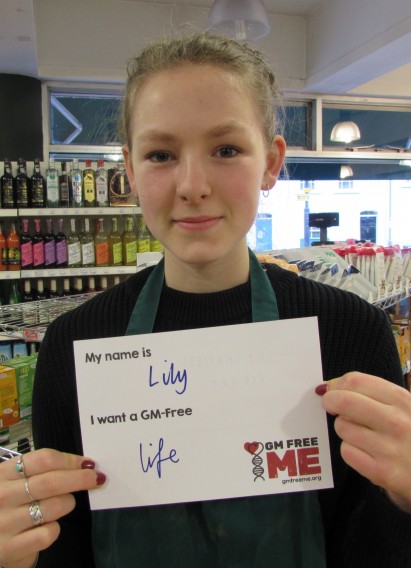 My name is
Lily
I want a GM-Free
life
GM FREE
ME
gmfreeme.org